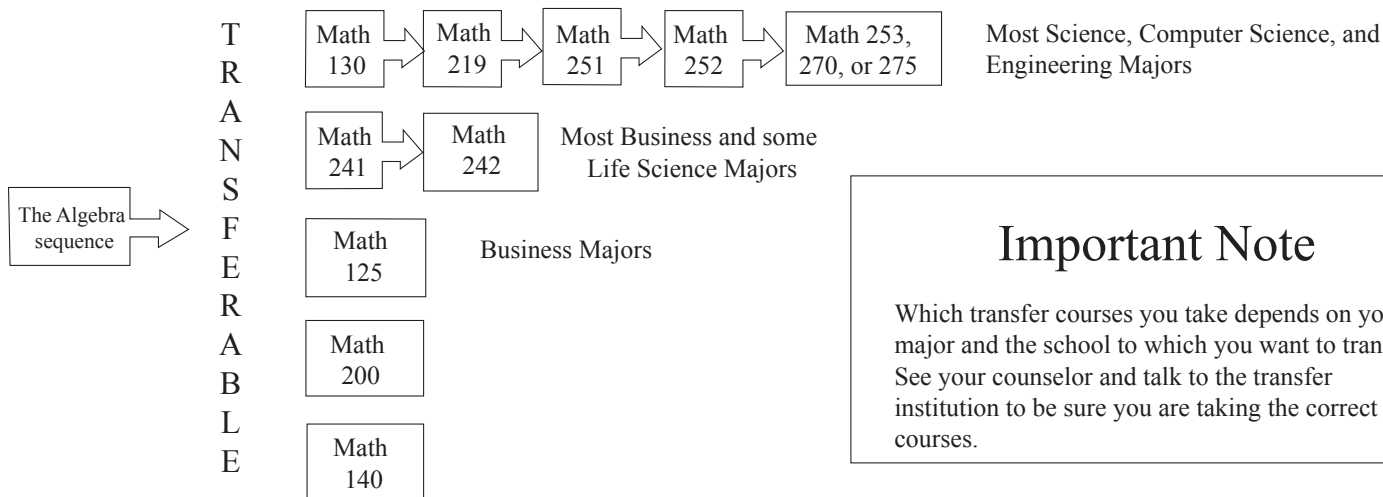 T
R
A
N
S
F
E
R
A
B
L
E
The Algebra
sequence
Math
130
Math
219
Math
251
Math
252
Math 253,
270, or 275
Most Science, Computer Science, and
Engineering Majors
Math
241
Math
242
Most Business and some
Life Science Majors
Math
125
Business Majors
Math
200
Math
140
Important Note
Which transfer courses you take depends on
major and the school to which you want to
See your counselor and talk to the transfer
institution to be sure you are taking the correct
courses.